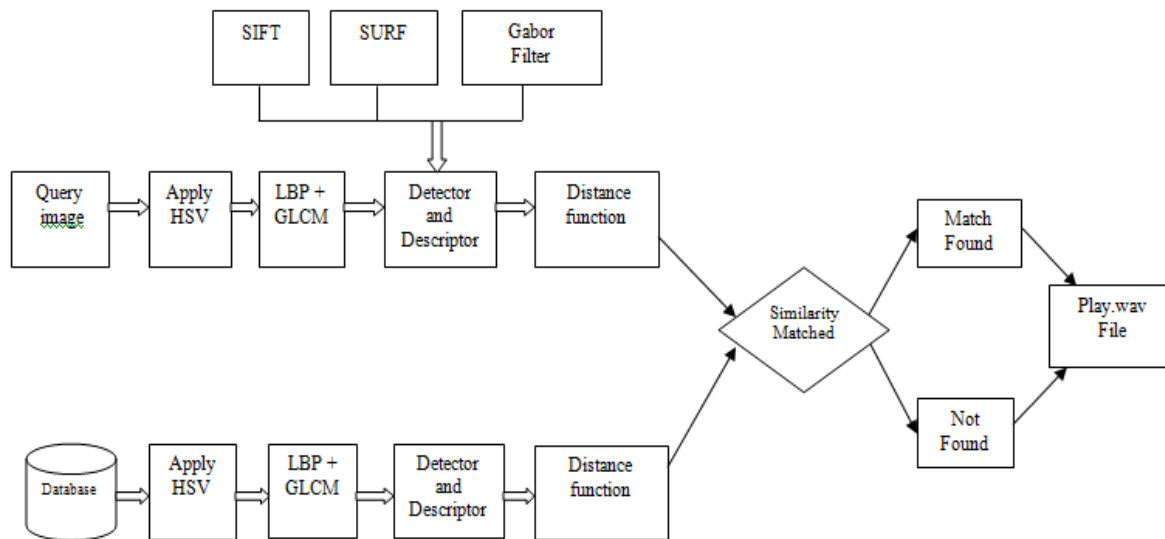 SIFT
SURF
Gabor
Filter
Query
image
Apply
HSV
LBP +
GLCM
Detector
and
Descriptor
Distance
function
Match
Found
Similarity
Matched
Play.wav
File
Not
Found
Database
Apply
HSV
LBP +
GLCM
Detector
and
Descriptor
Distance
function